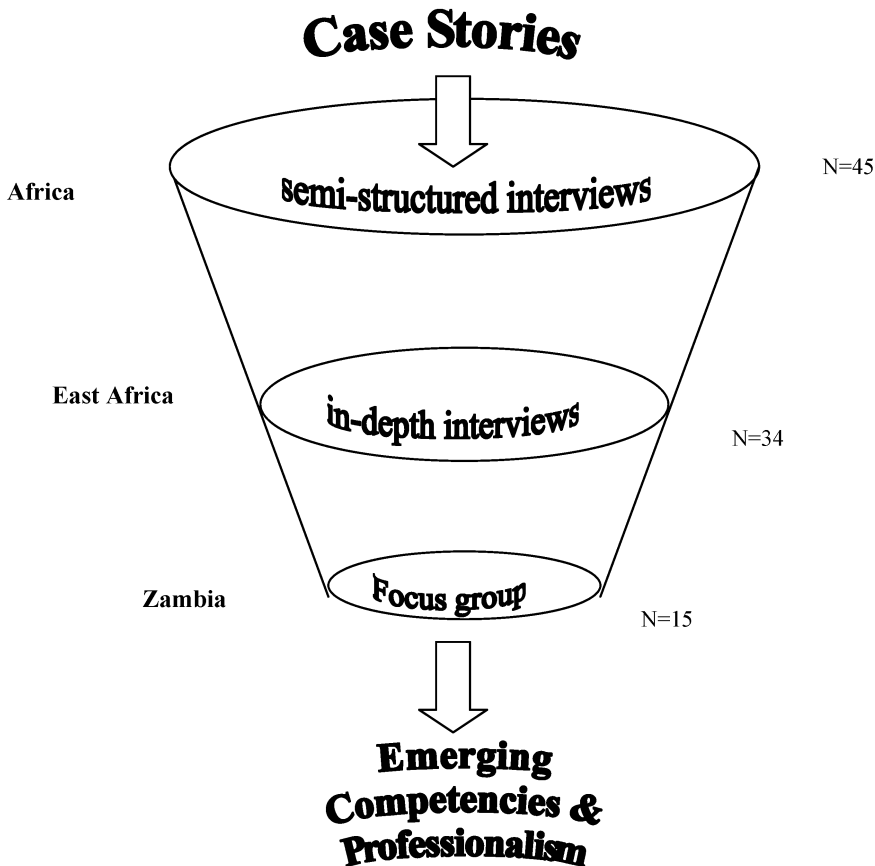 Case Stories
Africa
semi-structured interviews
N=45
East Africa
in-depth interviews
N=34
Zambia
Focus group
N=15
Emerging
Competencies &
Professionalism